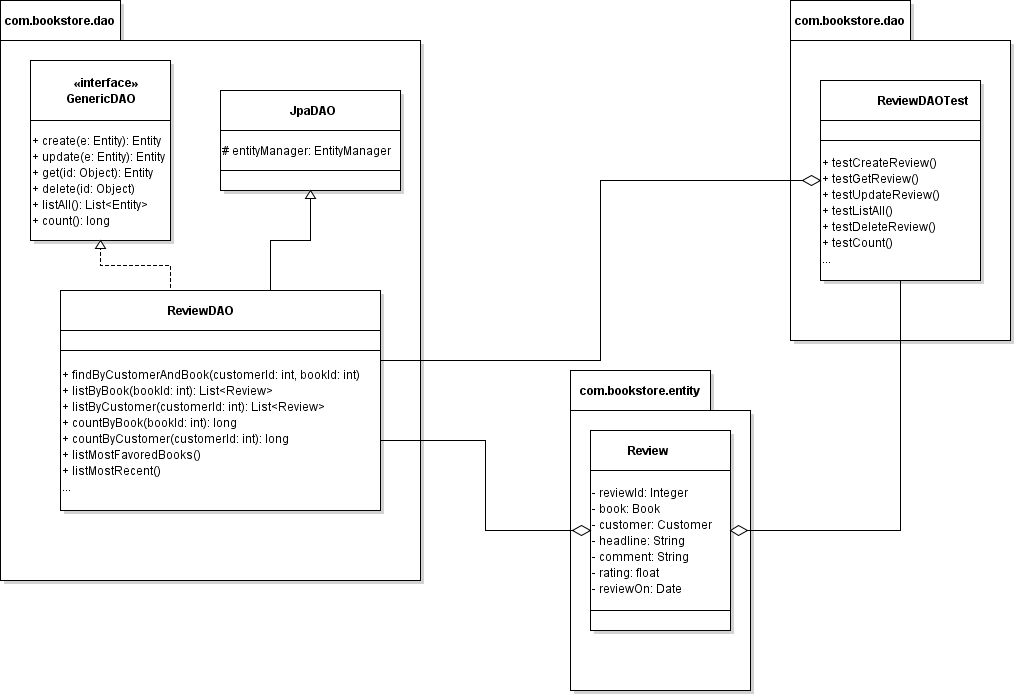 com.bookstore.dao
«interface»
GenericDAO
+ create(e: Entity): Entity
+ update(e: Entity): Entity
+ get(id: Object): Entity
+ delete(id: Object)
+ listAll(): List<Entity>
+ count(): long
JpaDAO
# entityManager: EntityManager
ReviewDAO
+ findByCustomerAndBook(customerId: int, bookId: int)
+ listByBook(bookId: int): List<Review>
+ listByCustomer(customerId: int): List<Review>
+ countByBook(bookId: int): long
+ countByCustomer(customerId: int): long
+ listMostFavoredBooks()
+ listMostRecent()
...
com.bookstore.dao
ReviewDAOTest
+ testCreateReview()
+ testGetReview()
+ testUpdateReview()
+ testListAll()
+ testDeleteReview()
+ testCount()
...
com.bookstore.entity
Review
- reviewId: Integer
- book: Book
- customer: Customer
- headline: String
- comment: String
- rating: float
- reviewOn: Date